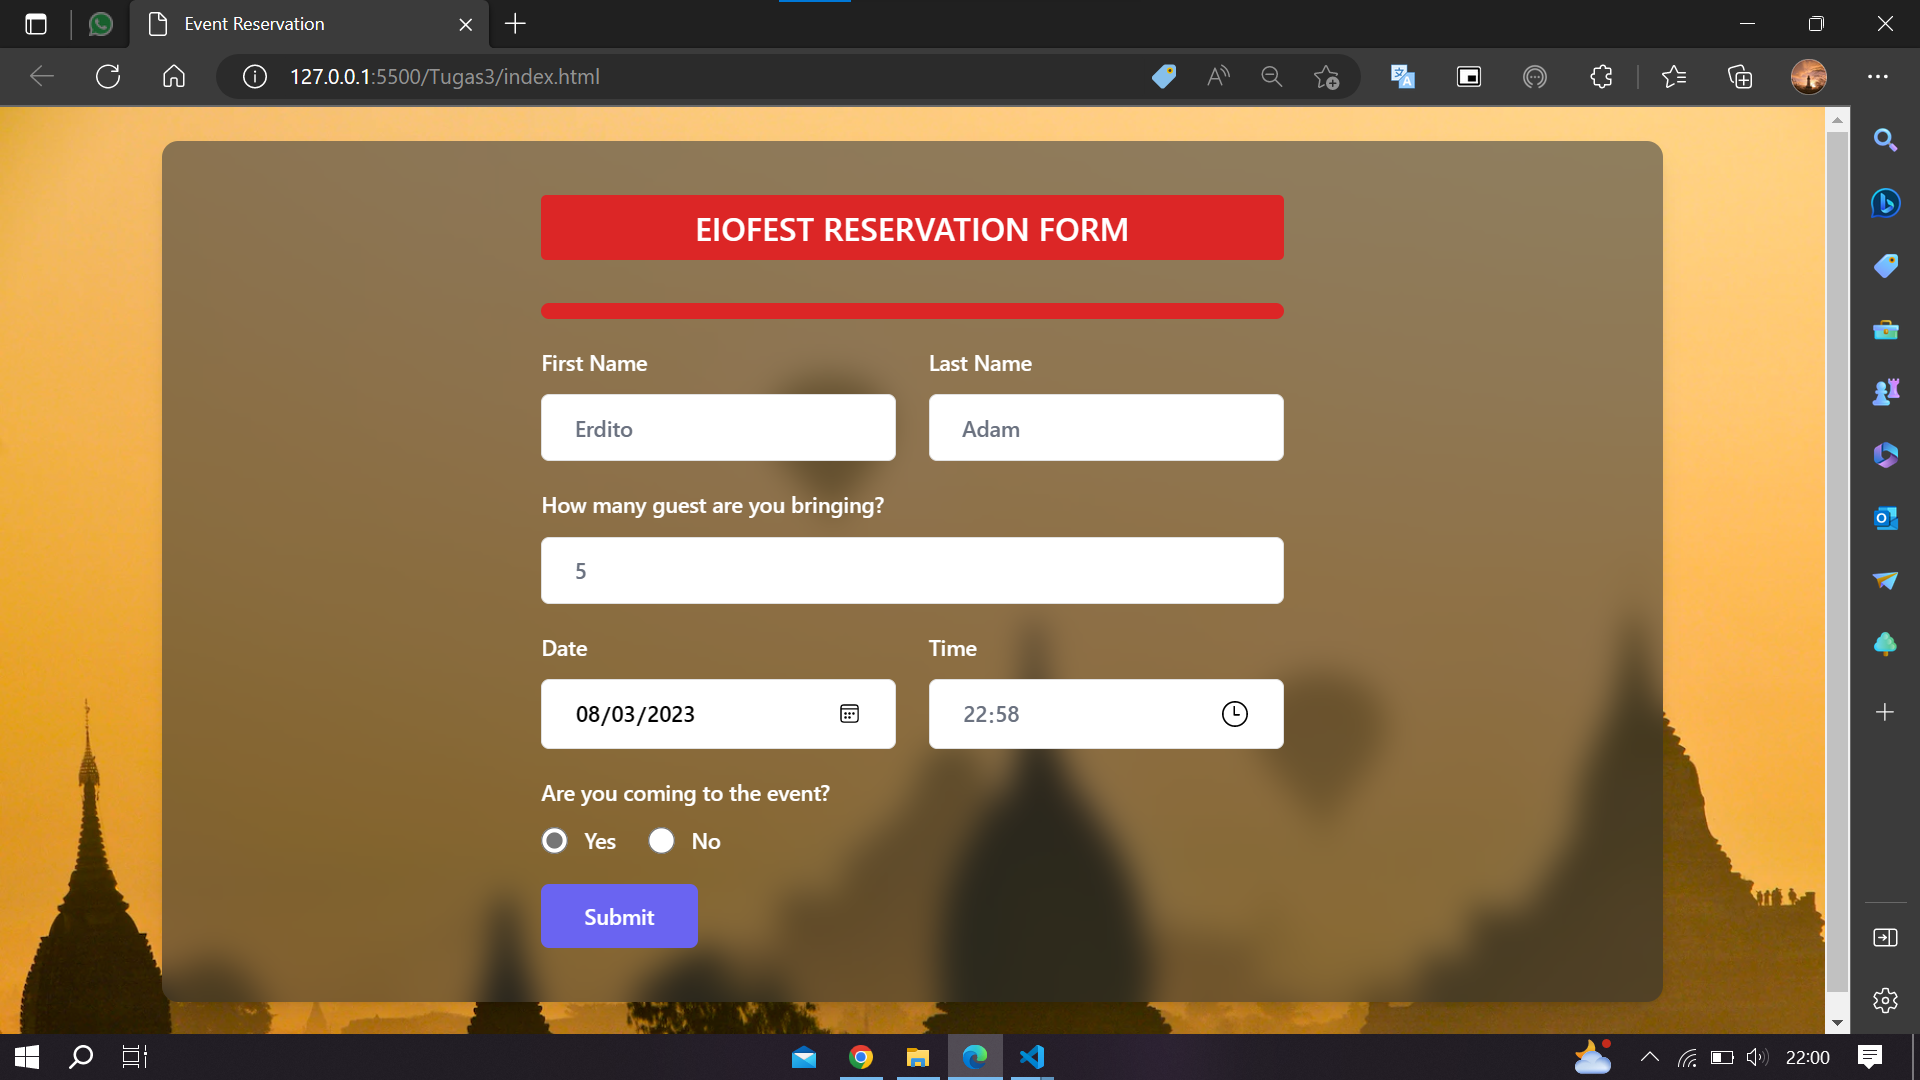 Event Reservation
127.0.0.1:5500/Tugas3/index.html
EIOFEST RESERVATION FORM
First Name
Last Name
Erdito
Adam
How many guest are you bringing?
5
Date
Time
08/03/2023
22:58
Are you coming to the event?
Yes
No
Submit
22:00